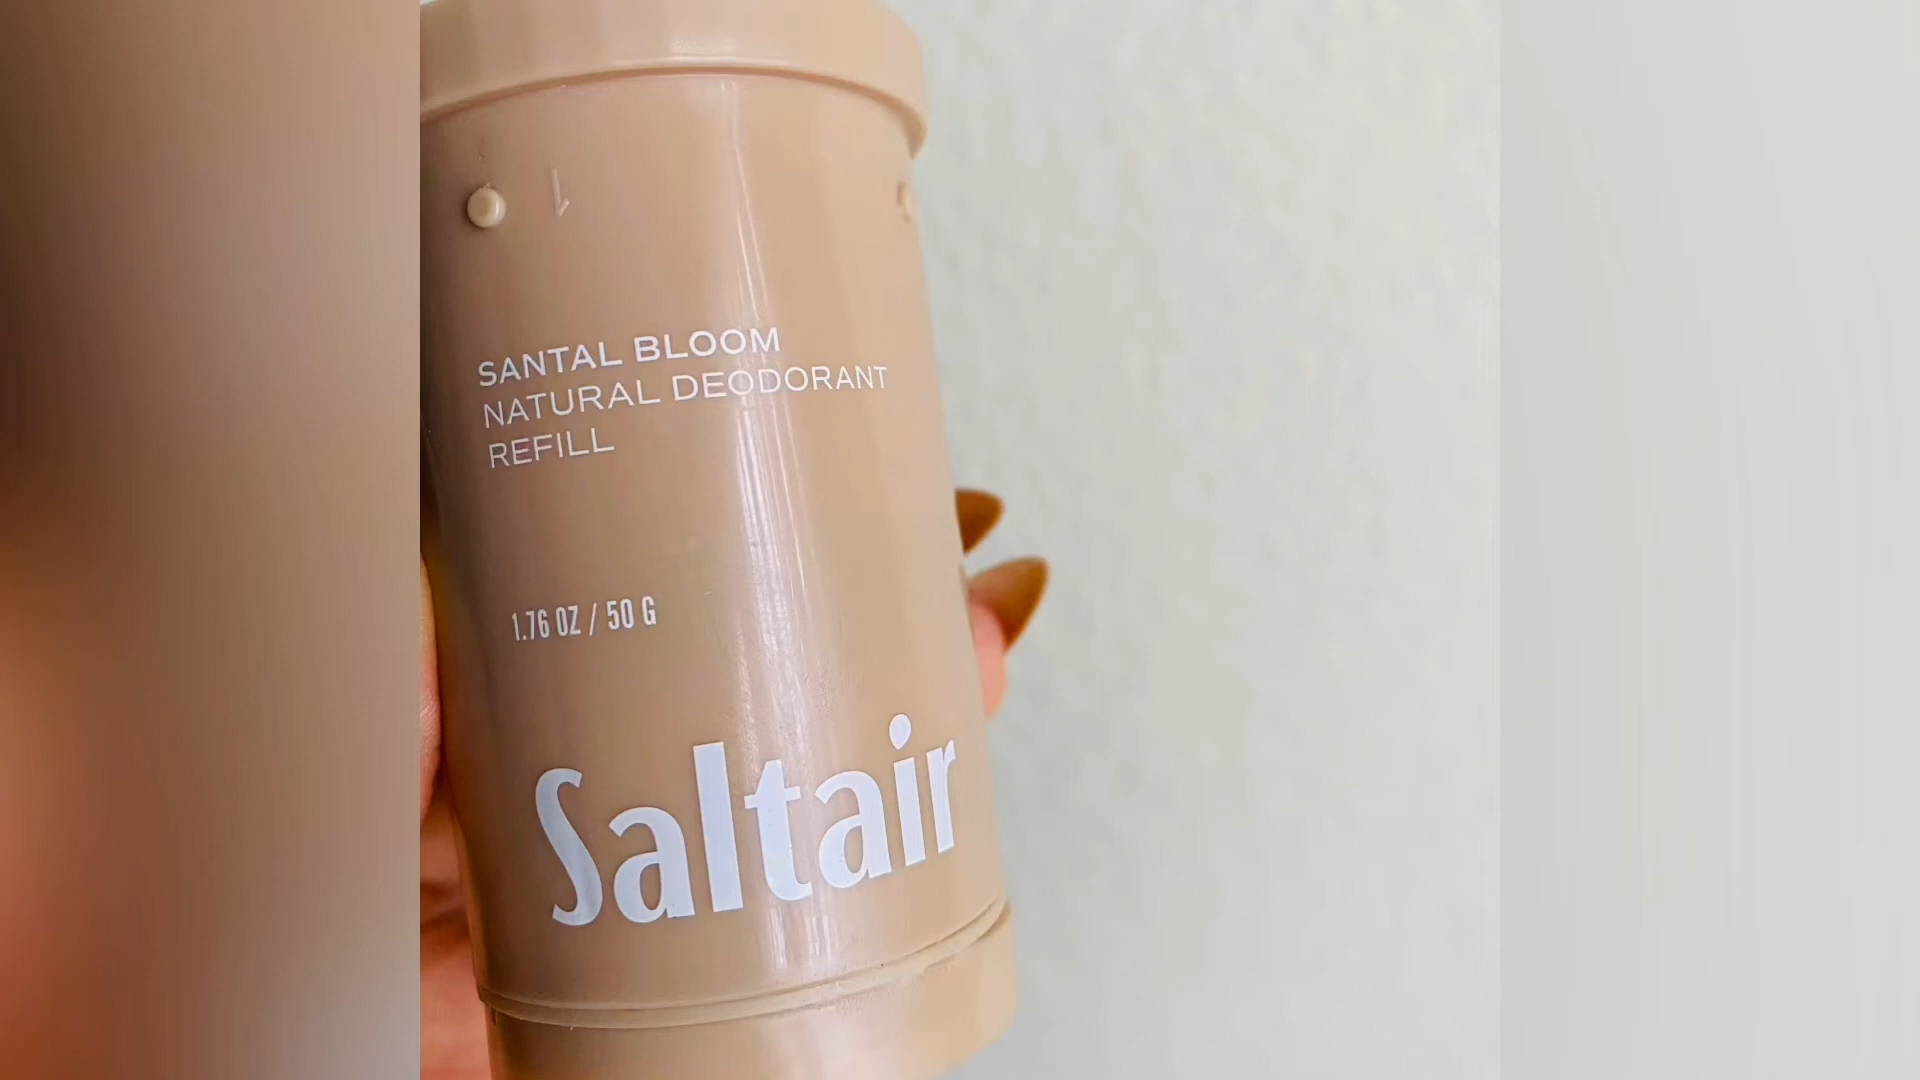 SANTAL BLOOM
NATURAL DEODORANT
REFILL
1.76 OZ / 50 G
Saltair